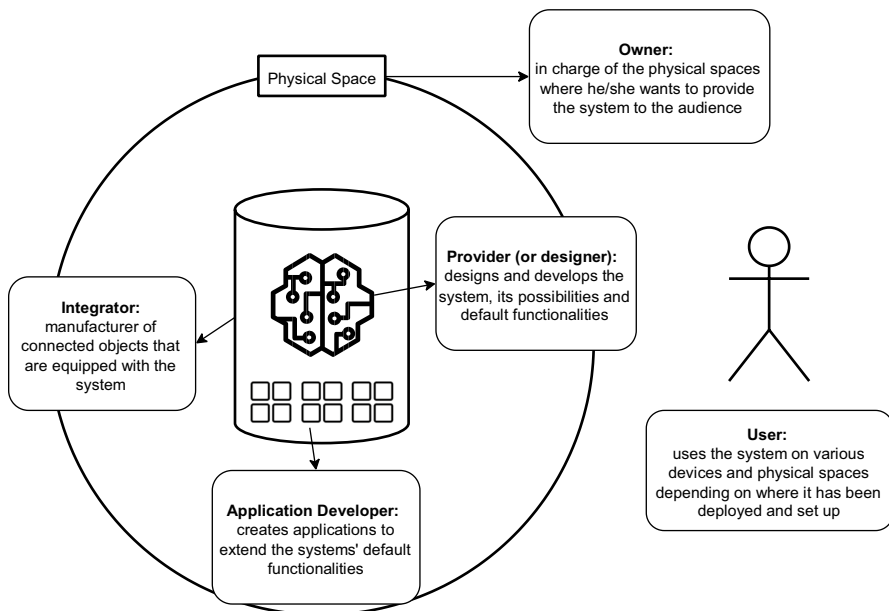 Physical Space
Owner:
in charge of the physical spaces
where he/she wants to provide
the system to the audience
Provider (or designer):
designs and develops the
system, its possibilities and
default functionalities
Integrator:
manufacturer of
connected objects that
are equipped with the
system
User:
uses the system on various
devices and physical spaces
depending on where it has been
deployed and set up
Application Developer:
creates applications to
extend the systems' default
functionalities